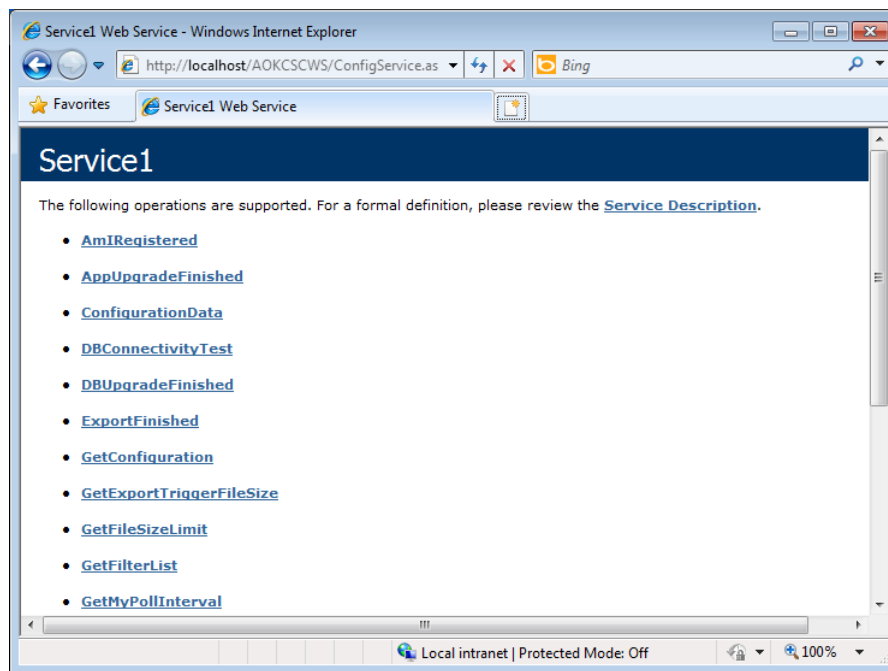 Service1 Web Service - Windows Internet Explorer
http://localhost/AOKCSCWS/ConfigService.as
Bing
Favorites
Service1 Web Service
Service1
The following operations are supported. For a formal definition, please review the Service Description.
AmIRegistered
AppUpgradeFinished
ConfigurationData
DBConnectivityTest
DBUpgradeFinished
ExportFinished
GetConfiguration
GetExportTriggerFileSize
GetFileSizeLimit
GetFilterList
GetMyPollInterval
Local intranet | Protected Mode: Off
100%